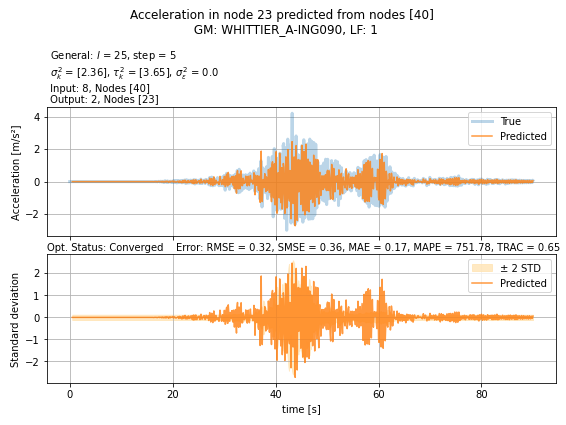 Acceleration in node 23 predicted from nodes [40]
GM: WHITTIER_A-ING090, LF: 1
General: l = 25, step = 5
σ²ₖ = [2.36], τ²ₖ = [3.65], σ²ε = 0.0
Input: 8, Nodes [40]
Output: 2, Nodes [23]
4
2
0
−2
Acceleration [m/s²]
True
Predicted
Opt. Status: Converged Error: RMSE = 0.32, SMSE = 0.36, MAE = 0.17, MAPE = 751.78, TRAC = 0.65
2
1
0
−1
−2
Standard deviation
± 2 STD
Predicted
0 20 40 60 80
time [s]